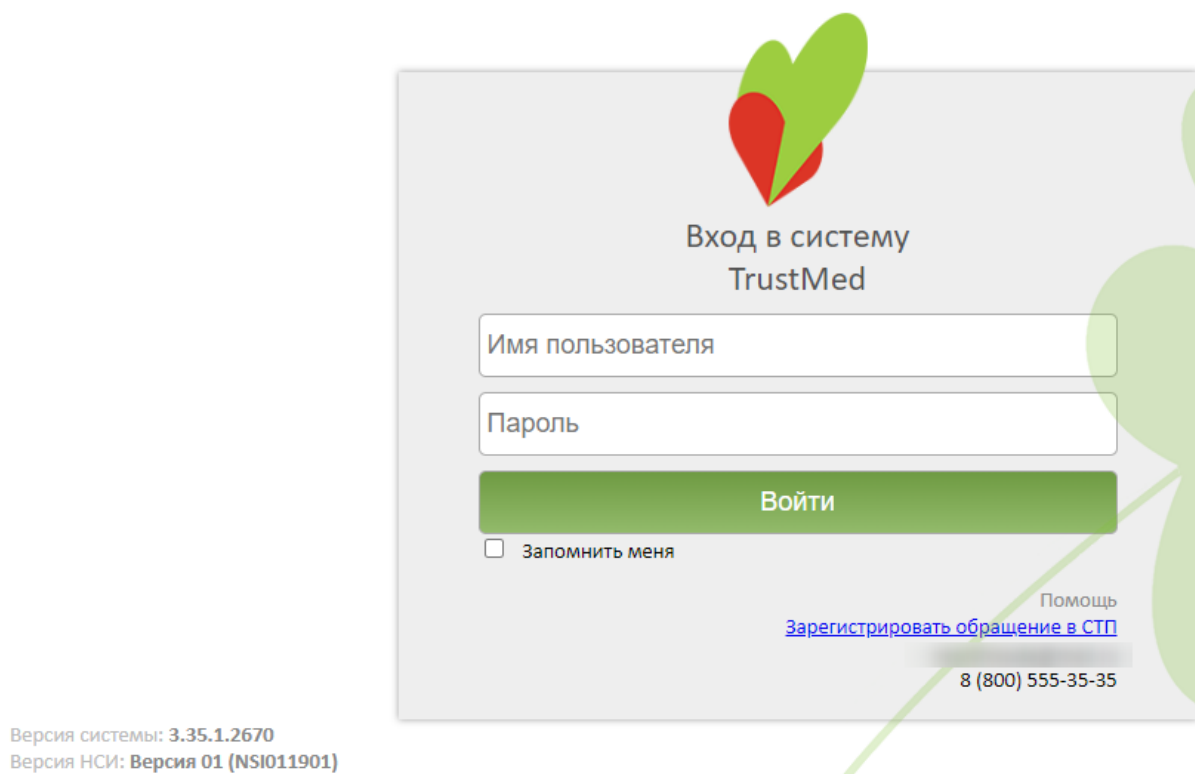 Вход в систему
TrustMed
Имя пользователя
Пароль
Войти
Запомнить меня
Помощь
Зарегистрировать обращение в СТП
8 (800) 555-35-35
Версия системы: 3.35.1.2670
Версия НСИ: Версия 01 (NSI011901)